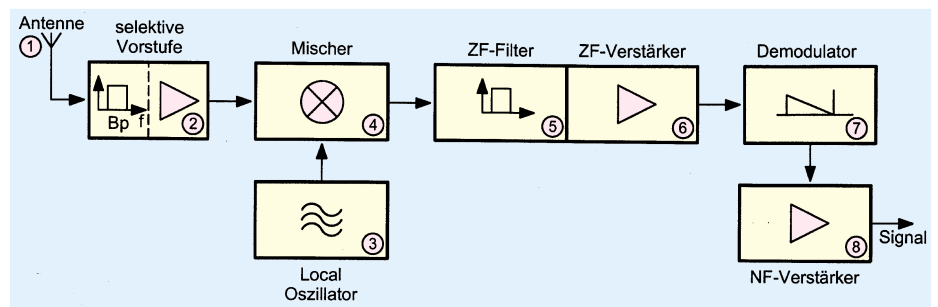 Antenne
1
selektive
Vorstufe
Bp f
2
Mischer
4
ZF-Filter
5
ZF-Verstärker
6
Demodulator
7
3
Local
Oszillator
8
Signal
NF-Verstärker